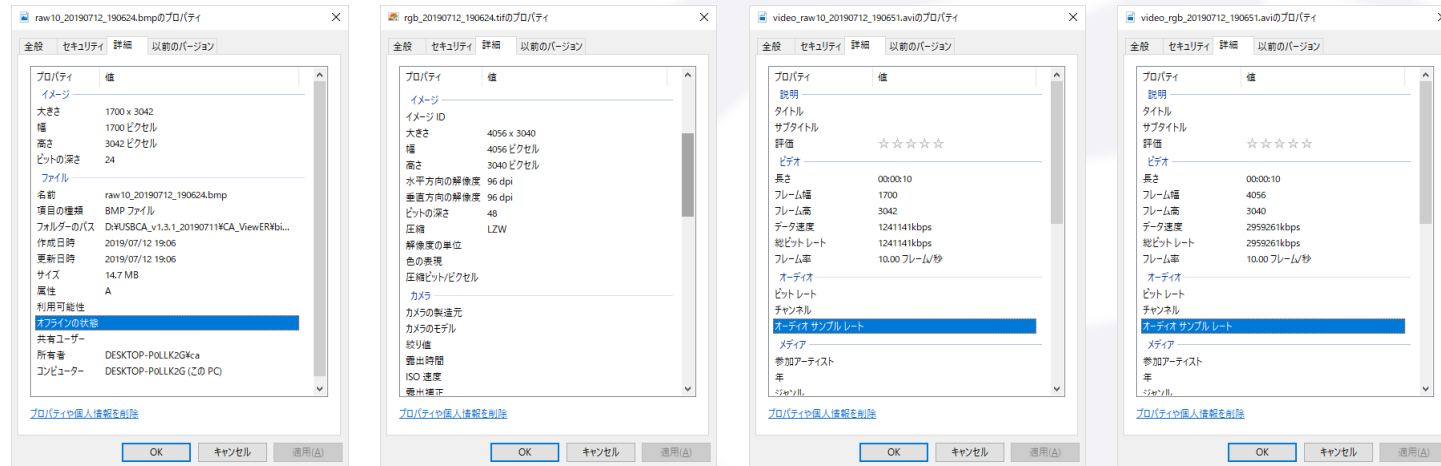 raw10_20190712_190624.bmpのプロパティ
全般 セキュリティ 詳細 以前のバージョン
プロパティ 値
イメージ
大きさ 1700 x 3042
幅 1700 ピクセル
高さ 3042 ピクセル
ビットの深さ 24
ファイル
名前 raw10_20190712_190624.bmp
項目の種類 BMP ファイル
フォルダーのパス D:¥USBCA_v1.3.1_20190711¥CA_ViewER¥bi...
作成日時 2019/07/12 19:06
更新日時 2019/07/12 19:06
サイズ 14.7 MB
属性 A
利用可能性
オフラインの状態
共有ユーザー
所有者 DESKTOP-P0LLK2G¥ca
コンピューター DESKTOP-P0LLK2G (この PC)
プロパティや個人情報を削除
OK キャンセル 適用(A)
rgb_20190712_190624.tifのプロパティ
全般 セキュリティ 詳細 以前のバージョン
プロパティ 値
イメージ
イメージ ID
大きさ 4056 x 3040
幅 4056 ピクセル
高さ 3040 ピクセル
水平方向の解像度 96 dpi
垂直方向の解像度 96 dpi
ビットの深さ 48
圧縮 LZW
解像度の単位
色の表現
圧縮ビット/ピクセル
カメラ
カメラの製造元
カメラのモデル
絞り値
露出時間
ISO 速度
露出補正
プロパティや個人情報を削除
OK キャンセル 適用(A)
video_raw10_20190712_190651.aviのプロパティ
全般 セキュリティ 詳細 以前のバージョン
プロパティ 値
説明
タイトル
サブタイトル
評価 ☆☆☆☆☆
ビデオ
長さ 00:00:10
フレーム幅 1700
フレーム高 3042
データ速度 1241141kbps
総ビット レート 1241141kbps
フレーム率 10.00 フレーム/秒
オーディオ
ビット レート
チャンネル
オーディオ サンプル レート
メディア
参加アーティスト
年
ジャンル
プロパティや個人情報を削除
OK キャンセル 適用(A)
video_rgb_20190712_190651.aviのプロパティ
全般 セキュリティ 詳細 以前のバージョン
プロパティ 値
説明
タイトル
サブタイトル
評価 ☆☆☆☆☆
ビデオ
長さ 00:00:10
フレーム幅 4056
フレーム高 3040
データ速度 2959261kbps
総ビット レート 2959261kbps
フレーム率 10.00 フレーム/秒
オーディオ
ビット レート
チャンネル
オーディオ サンプル レート
メディア
参加アーティスト
年
ジャンル
プロパティや個人情報を削除
OK キャンセル 適用(A)